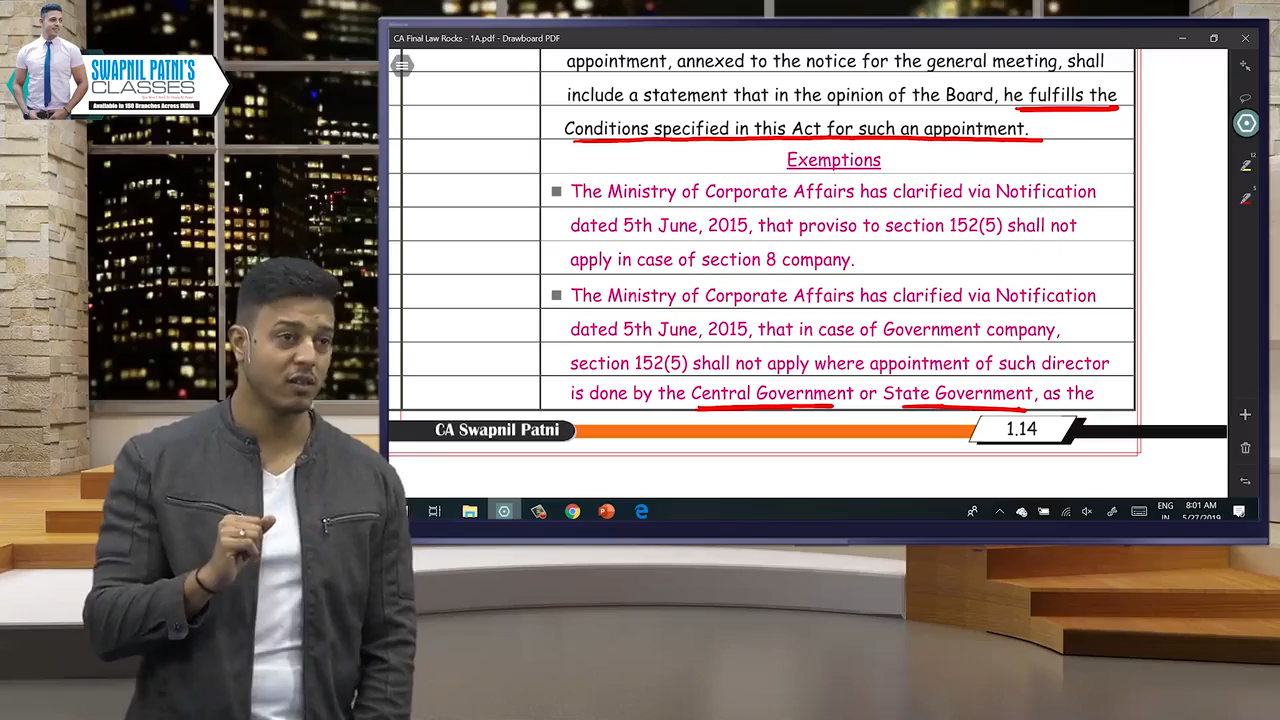 SWAPNIL PATNI'S
CLASSES
Available in 160 Branches Across INDIA
CA Final Law Rocks - 1A.pdf - Drawboard PDF
appointment, annexed to the notice for the general meeting, shall
include a statement that in the opinion of the Board, he fulfills the
Conditions specified in this Act for such an appointment.
Exemptions
The Ministry of Corporate Affairs has clarified via Notification
dated 5th June, 2015, that proviso to section 152(5) shall not
apply in case of section 8 company.
The Ministry of Corporate Affairs has clarified via Notification
dated 5th June, 2015, that in case of Government company,
section 152(5) shall not apply where appointment of such director
is done by the Central Government or State Government, as the
CA Swapnil Patni
1.14
ENG
IN
8:01 AM
5/27/2019